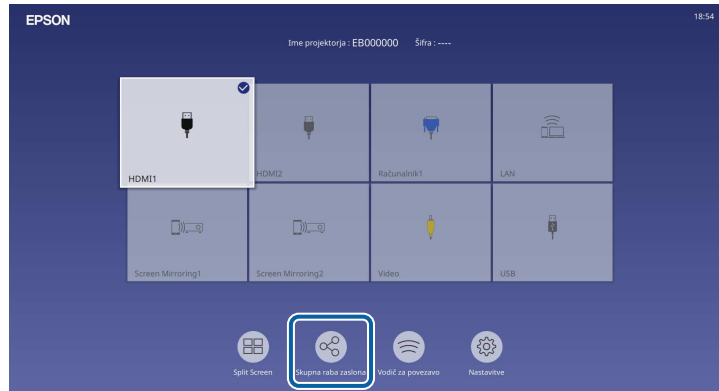 EPSON
18:54
Ime projektorja : EB000000 Šifra : ----
HDMI1
HDMI2
Računalnik1
LAN
Screen Mirroring1
Screen Mirroring2
Video
USB
Split Screen
Skupna raba zaslona
Vodič za povezavo
Nastavitve